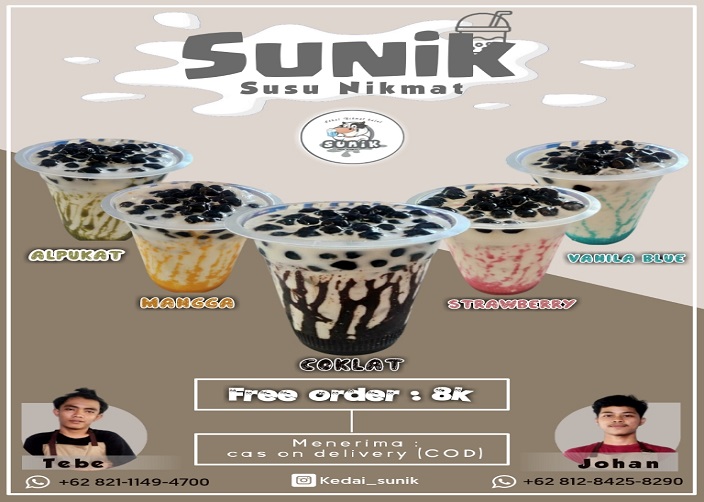 Sunik
Susu Nikmat
SUNIK
ALPUKAT
VANILA BLUE
MANGGA
STRAWBERRY
COKLAT
Free order : 8k
Menerima :
cas on delivery (COD)
Tebe
Johan
+62 821-1149-4700
Kedai_sunik
+62 812-8425-8290